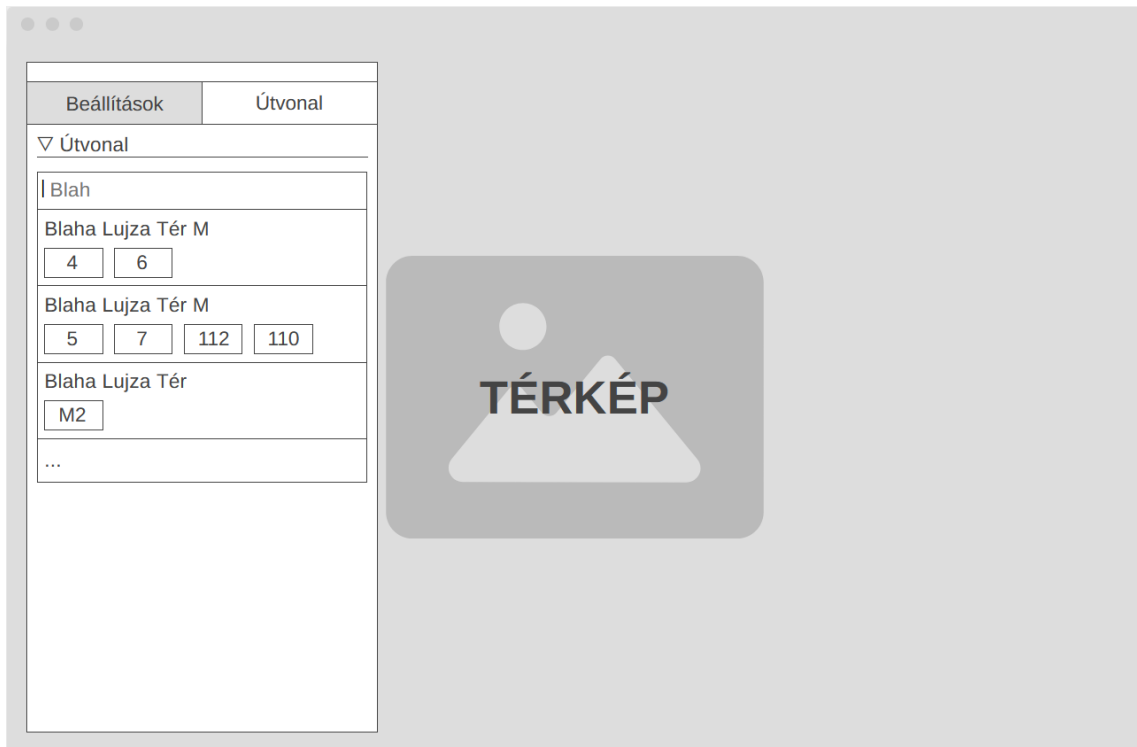 Beállítások Útvonal
▽ Útvonal
Blah
Blaha Lujza Tér M
4 6
Blaha Lujza Tér M
5 7 112 110
Blaha Lujza Tér
M2
...
TÉRKÉP